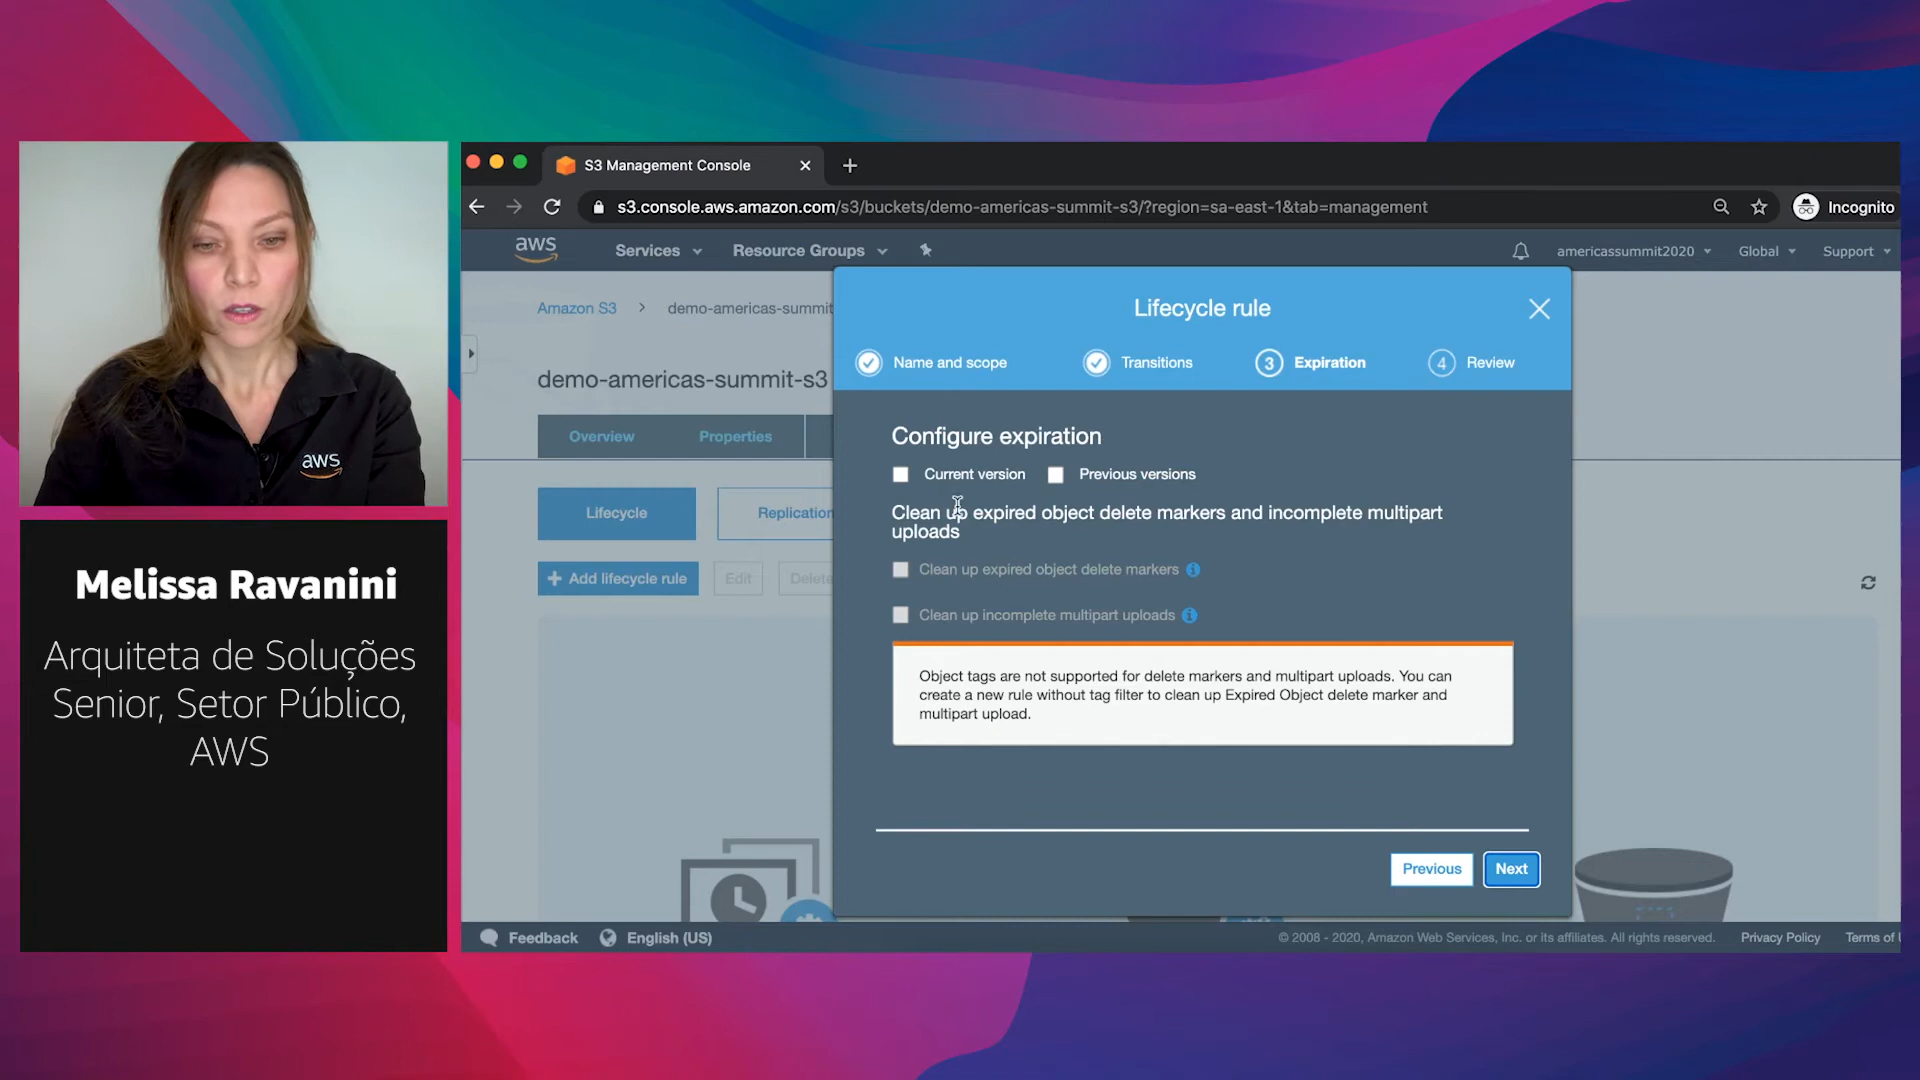 aws
Melissa Ravanini
Arquiteta de Soluções
Senior, Setor Público,
AWS
S3 Management Console
s3.console.aws.amazon.com/s3/buckets/demo-americas-summit-s3/?region=sa-east-1&tab=management
Incognito
aws
Services
Resource Groups
americassummit2020
Global
Support
Amazon S3
demo-americas-summit
demo-americas-summit-s3
Overview
Properties
Lifecycle
Replication
Add lifecycle rule
Edit
Delete
Lifecycle rule
Name and scope
Transitions
3 Expiration
4 Review
Configure expiration
Current version
Previous versions
Clean up expired object delete markers and incomplete multipart
uploads
Clean up expired object delete markers
Clean up incomplete multipart uploads
Object tags are not supported for delete markers and multipart uploads. You can
create a new rule without tag filter to clean up Expired Object delete marker and
multipart upload.
Previous
Next
Feedback
English (US)
© 2008 - 2020, Amazon Web Services, Inc. or its affiliates. All rights reserved.
Privacy Policy
Terms of